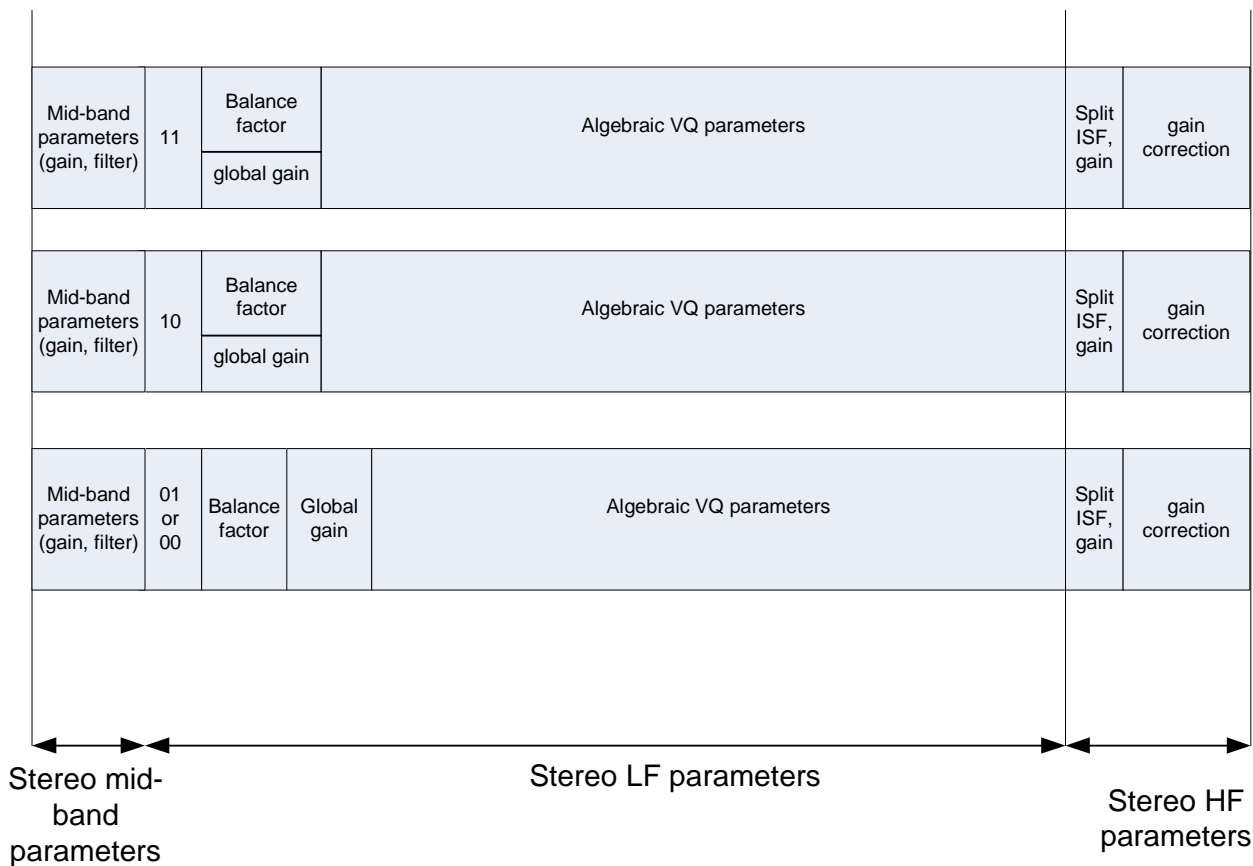 Mid-band
parameters
(gain, filter)
11
Balance
factor
global gain
Algebraic VQ parameters
Split
ISF,
gain
gain
correction
Mid-band
parameters
(gain, filter)
10
Balance
factor
global gain
Algebraic VQ parameters
Split
ISF,
gain
gain
correction
Mid-band
parameters
(gain, filter)
01
or
00
Balance
factor
Global
gain
Algebraic VQ parameters
Split
ISF,
gain
gain
correction
Stereo mid-
band
parameters
Stereo LF parameters
Stereo HF
parameters